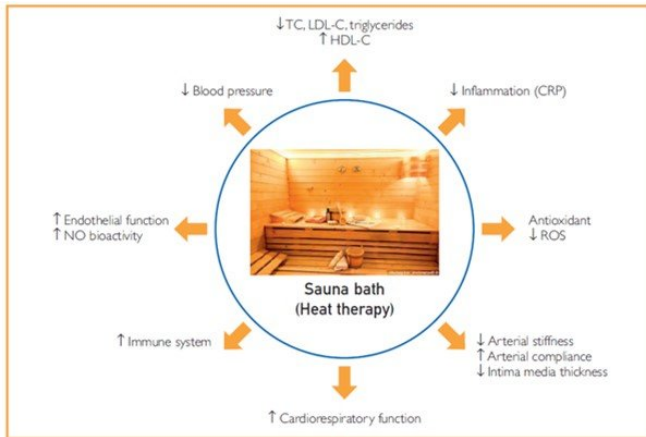 ↓TC, LDL-C, triglycerides
↑ HDL-C
↓ Blood pressure
↓ Inflammation (CRP)
↑ Endothelial function
↑ NO bioactivity
Antioxidant
↓ ROS
Sauna bath
(Heat therapy)
↑ Immune system
↓ Arterial stiffness
↑ Arterial compliance
↓ Intima media thickness
↑ Cardiorespiratory function